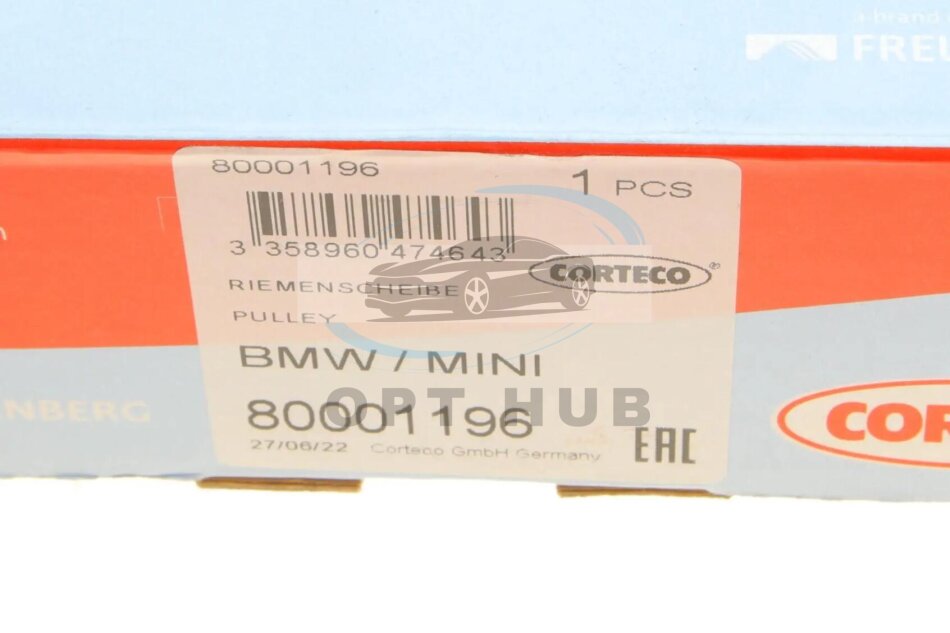 a brand
FREU
80001196
1 PCS
3 358960 474643
CORTECO®
RIEMENSCHEIBE
PULLEY
BMW / MINI
OPT HUB
NBERG
80001196
CORT
27/06/22 Corteco GmbH Germany
EAC